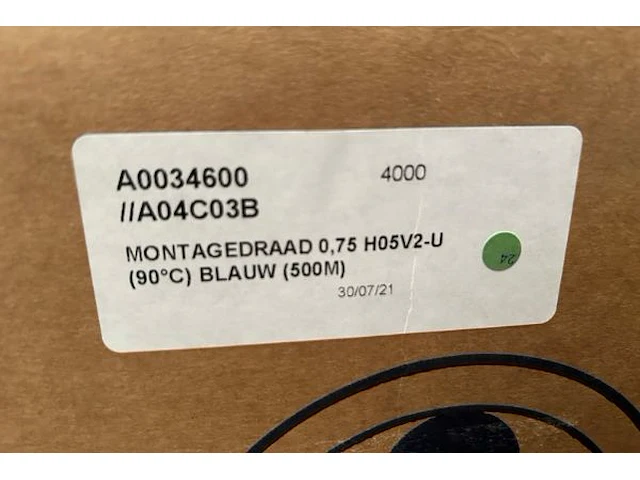 A0034600 4000
//A04C03B
MONTAGEDRAAD 0,75 H05V2-U
(90°C) BLAUW (500M)
30/07/21
24